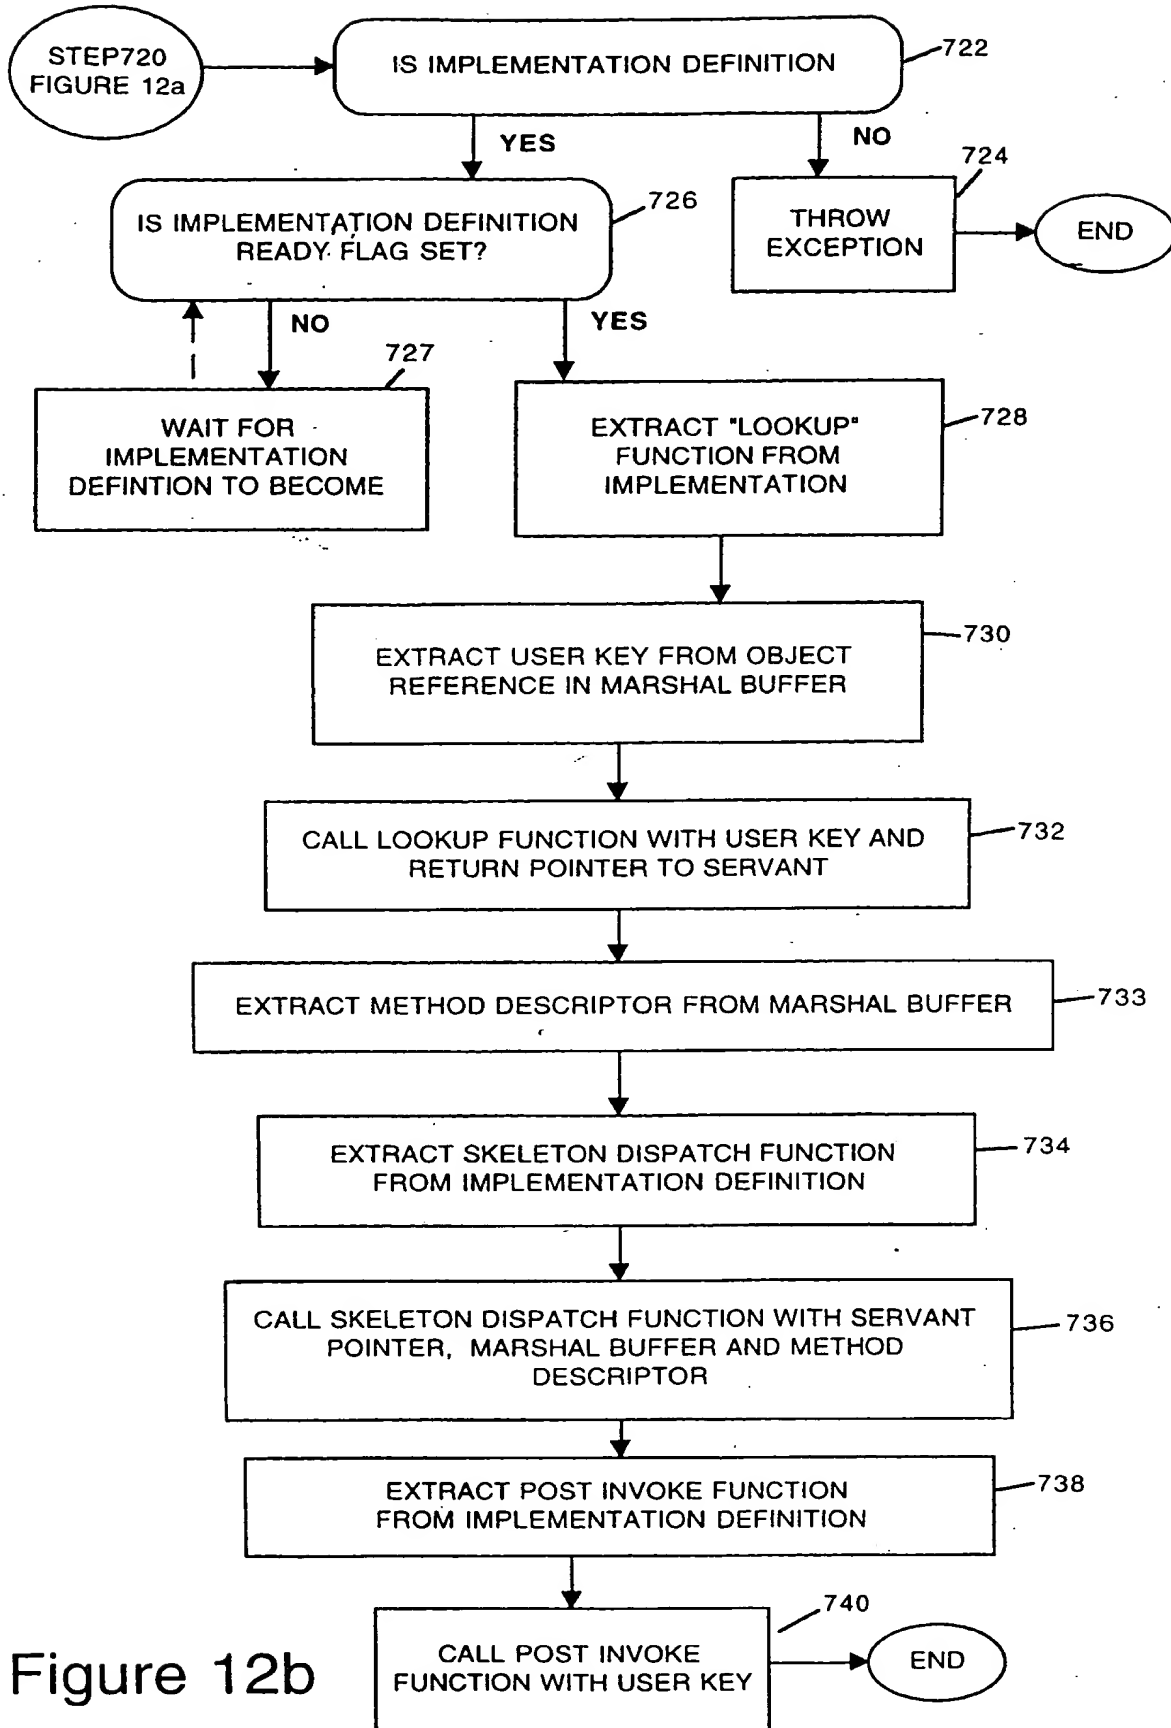 STEP720
FIGURE 12a
IS IMPLEMENTATION DEFINITION
722
YES
NO
724
THROW
EXCEPTION
END
IS IMPLEMENTATION DEFINITION
READY FLAG SET?
726
NO
YES
727
WAIT FOR
IMPLEMENTATION
DEFINTION TO BECOME
EXTRACT "LOOKUP"
FUNCTION FROM
IMPLEMENTATION
728
EXTRACT USER KEY FROM OBJECT
REFERENCE IN MARSHAL BUFFER
730
CALL LOOKUP FUNCTION WITH USER KEY AND
RETURN POINTER TO SERVANT
732
EXTRACT METHOD DESCRIPTOR FROM MARSHAL BUFFER
733
EXTRACT SKELETON DISPATCH FUNCTION
FROM IMPLEMENTATION DEFINITION
734
CALL SKELETON DISPATCH FUNCTION WITH SERVANT
POINTER, MARSHAL BUFFER AND METHOD
DESCRIPTOR
736
EXTRACT POST INVOKE FUNCTION
FROM IMPLEMENTATION DEFINITION
738
740
CALL POST INVOKE
FUNCTION WITH USER KEY
END
Figure 12b